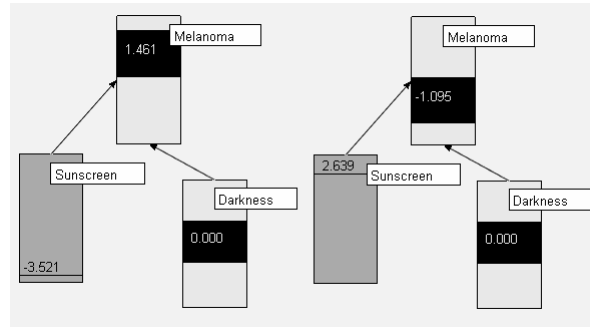 1.461
Melanoma
Sunscreen
-3.521
Darkness
0.000
Melanoma
-1.095
2.639
Sunscreen
Darkness
0.000